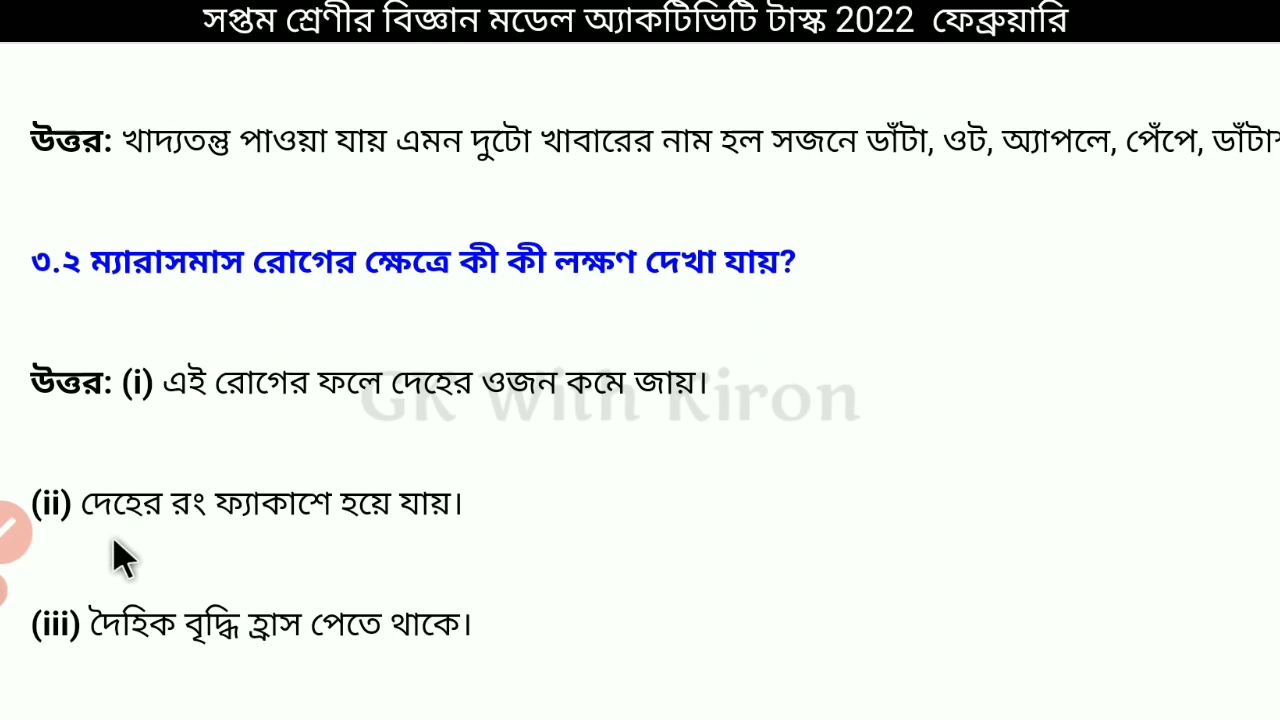 সপ্তম শ্রেণীর বিজ্ঞান মডেল অ্যাকটিভিটি টাস্ক 2022 ফেব্রুয়ারি
উত্তর: খাদ্যতন্তু পাওয়া যায় এমন দুটো খাবারের নাম হল সজনে ডাঁটা, ওট, অ্যাপলে, পেঁপে,
৩.২ ম্যারাসমাস রোগের ক্ষেত্রে কী কী লক্ষণ দেখা যায়?
উত্তর: (i) এই রোগের ফলে দেহের ওজন কমে জায়।
GK With Kiron
(ii) দেহের রং ফ্যাকাশে হয়ে যায়।
(iii) দৈহিক বৃদ্ধি হ্রাস পেতে থাকে।